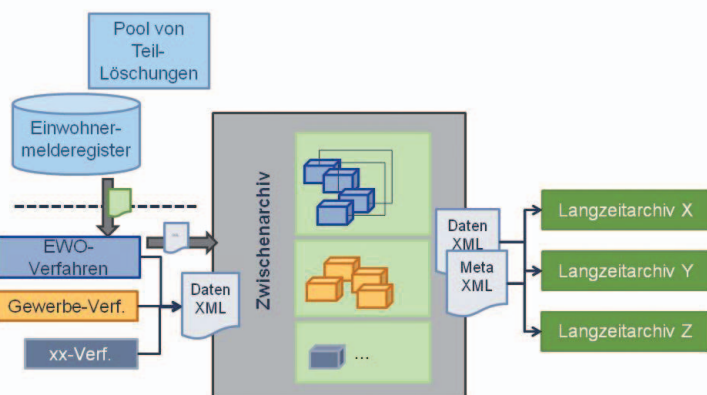 Pool von
Teil-
Löschungen
Einwohner-
melderegister
EWO-
Verfahren
Gewerbe-Verf.
xx-Verf.
Daten
XML
Zwischenarchiv
...
Daten
XML
Meta
XML
Langzeitarchiv X
Langzeitarchiv Y
Langzeitarchiv Z